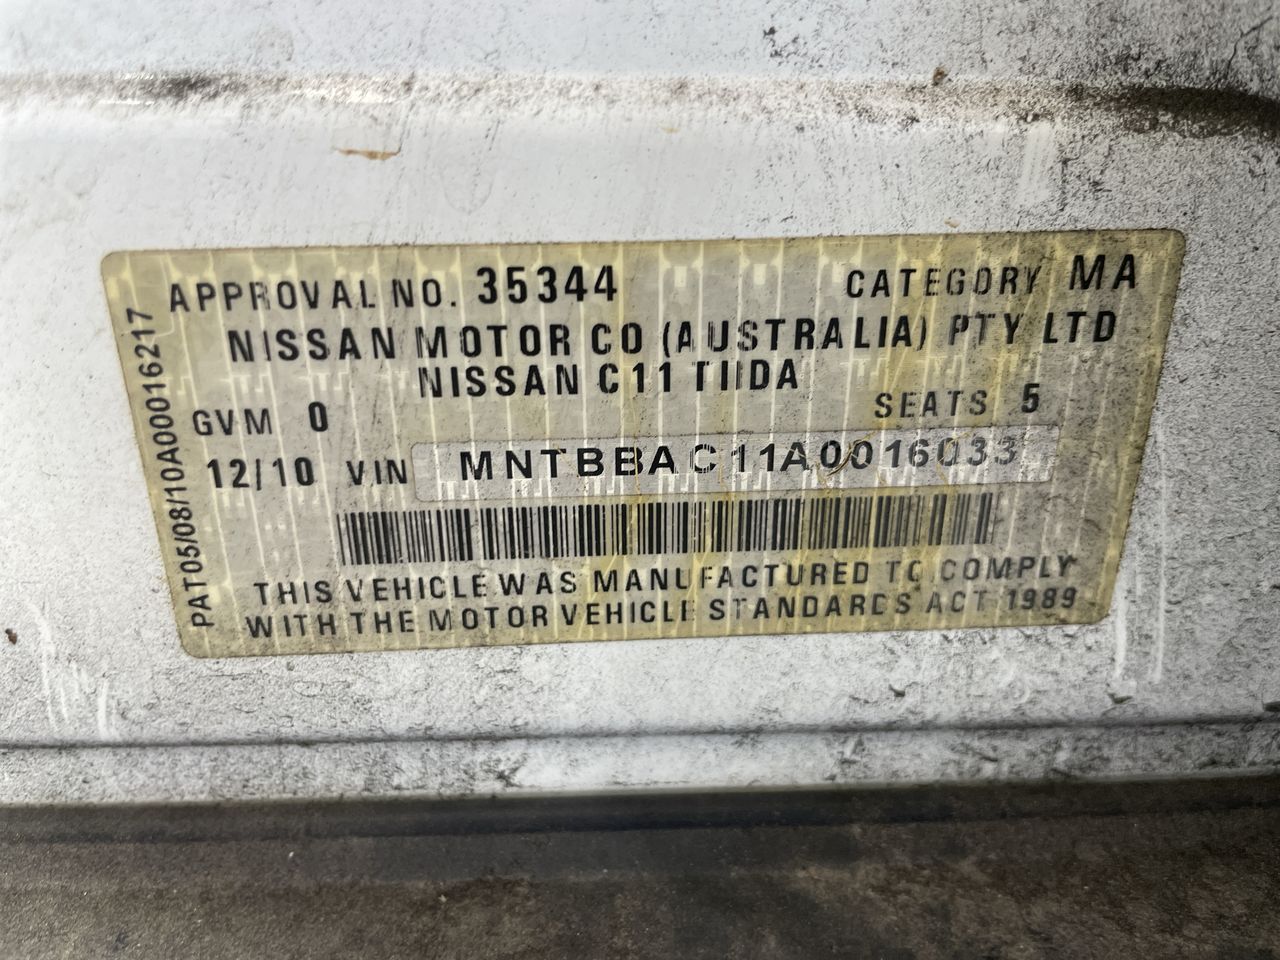 APPROVAL NO. 35344 CATEGORY MA
NISSAN MOTOR CO (AUSTRALIA) PTY LTD
NISSAN C11 TIIDA
GVM 0 SEATS 5
12/10 VIN MNTBBAC11A0016033
THIS VEHICLE WAS MANUFACTURED TO COMPLY
WITH THE MOTOR VEHICLE STANDARDS ACT 1989
PAT05/08/10A00016217